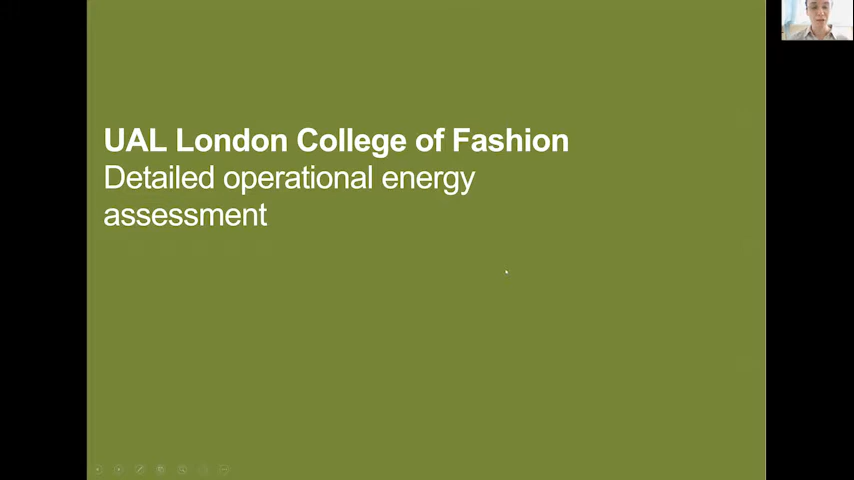 UAL London College of Fashion
Detailed operational energy
assessment